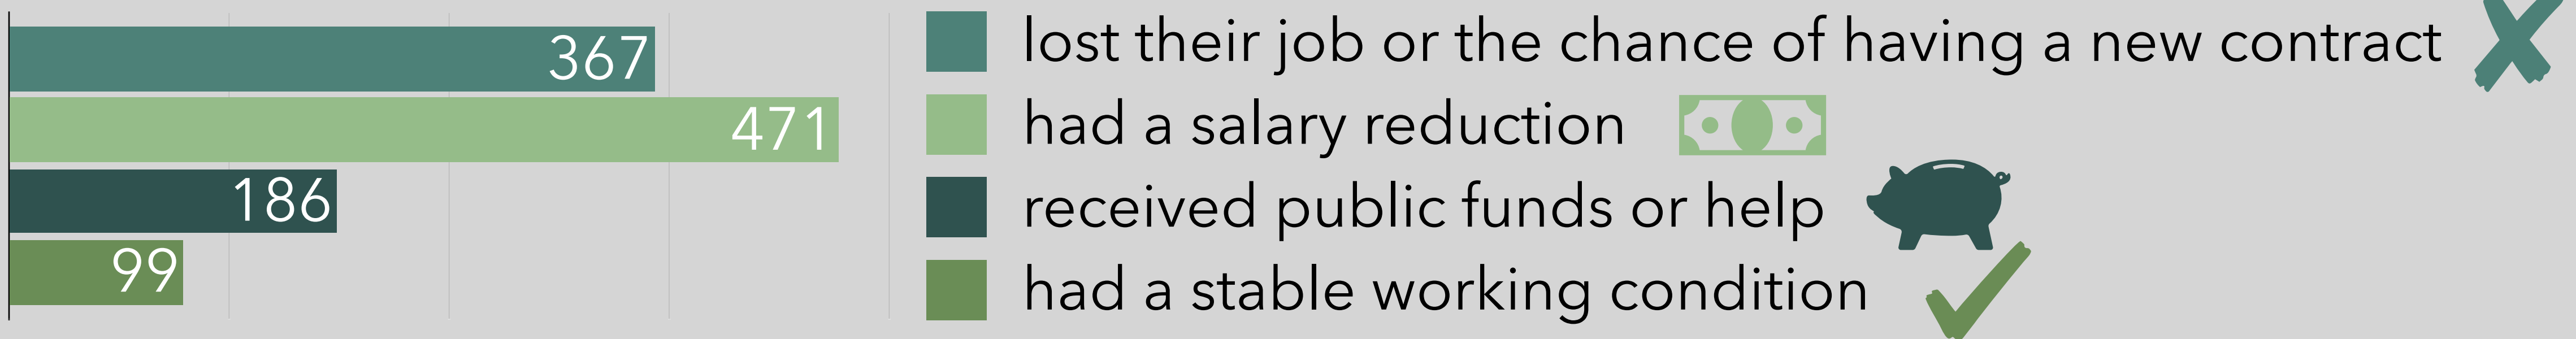 367
471
186
99
lost their job or the chance of having a new contract
had a salary reduction
received public funds or help
had a stable working condition